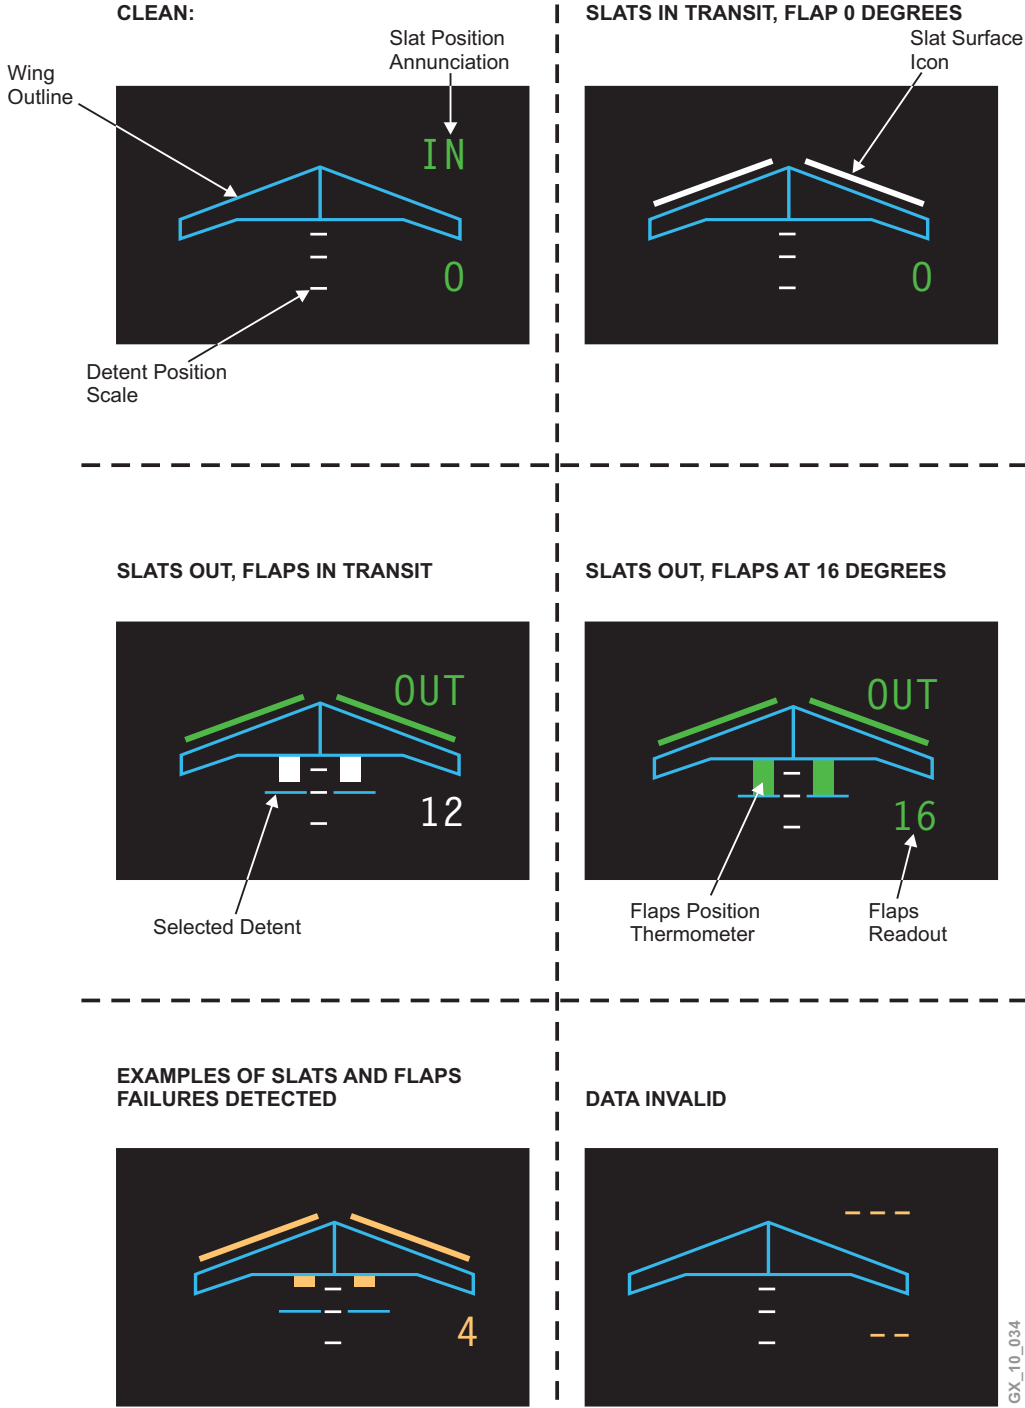 CLEAN:
SLATS IN TRANSIT, FLAP 0 DEGREES
Slat Position
Annunciation
Slat Surface
Icon
Wing
Outline
IN
0
0
Detent Position
Scale
SLATS OUT, FLAPS IN TRANSIT
SLATS OUT, FLAPS AT 16 DEGREES
OUT
12
OUT
16
Selected Detent
Flaps Position
Thermometer
Flaps
Readout
EXAMPLES OF SLATS AND FLAPS
FAILURES DETECTED
DATA INVALID
4
– – –
– –
GX_10_034